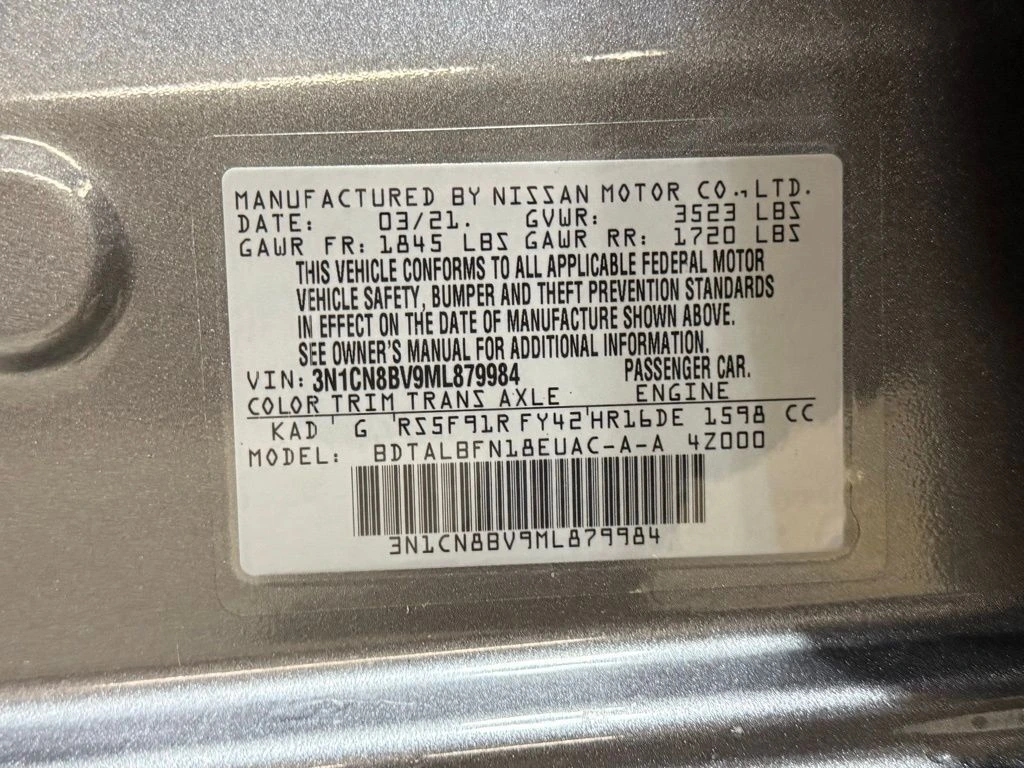 MANUFACTURED BY NISSAN MOTOR CO.,LTD.
DATE: 03/21. GVWR: 3523 LBS
GAWR FR: 1845 LBS GAWR RR: 1720 LBS
THIS VEHICLE CONFORMS TO ALL APPLICABLE FEDERAL MOTOR
VEHICLE SAFETY, BUMPER AND THEFT PREVENTION STANDARDS
IN EFFECT ON THE DATE OF MANUFACTURE SHOWN ABOVE.
SEE OWNER'S MANUAL FOR ADDITIONAL INFORMATION.
VIN: 3N1CN8BV9ML879984 PASSENGER CAR.
COLOR TRIM TRANS AXLE ENGINE
KAD G RS5F91R FY42 HR16DE 1598 CC
MODEL: BDTALBFN18EUAC-A-A 4Z000
3N1CN8BV9ML879984